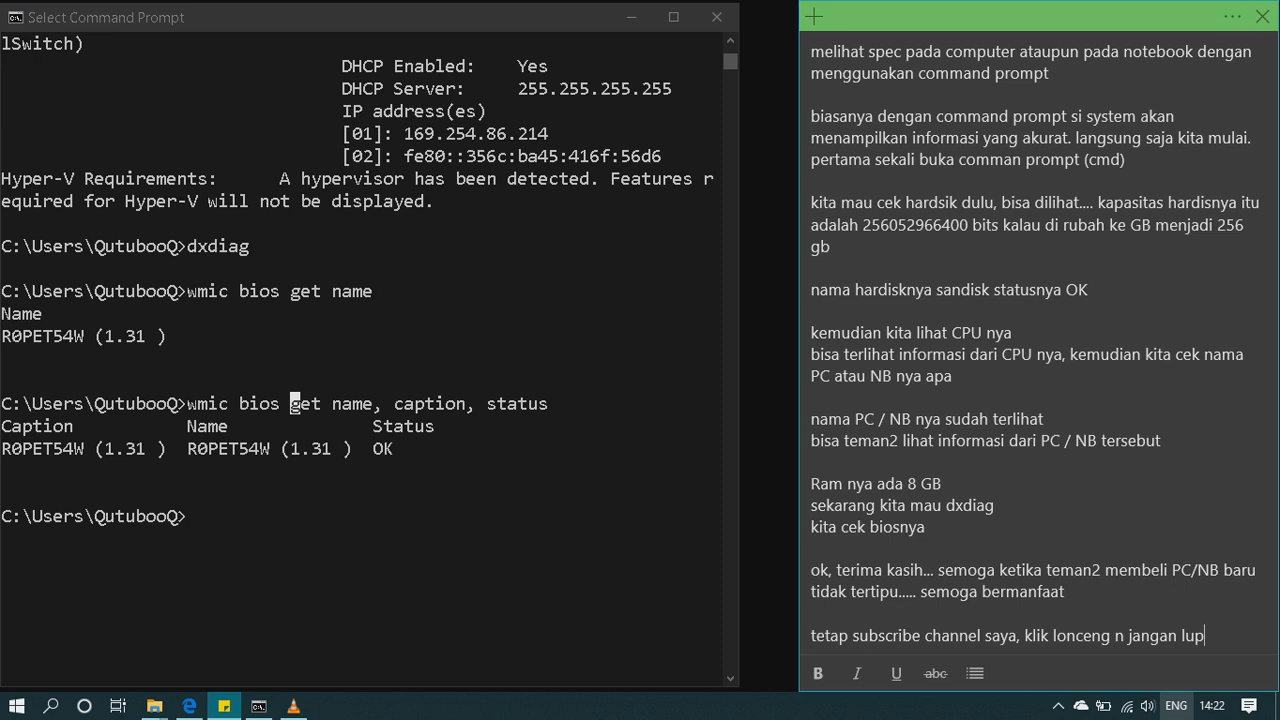 Select Command Prompt
lSwitch)
DHCP Enabled: Yes
DHCP Server: 255.255.255.255
IP address(es)
[01]: 169.254.86.214
[02]: fe80::356c:ba45:416f:56d6
Hyper-V Requirements: A hypervisor has been detected. Features r
equired for Hyper-V will not be displayed.
C:\Users\QutubooQ>dxdiag
C:\Users\QutubooQ>wmic bios get name
Name
R0PET54W (1.31 )
C:\Users\QutubooQ>wmic bios get name, caption, status
Caption Name Status
R0PET54W (1.31 ) R0PET54W (1.31 ) OK
C:\Users\QutubooQ>
melihat spec pada computer ataupun pada notebook dengan
menggunakan command prompt
biasanya dengan command prompt si system akan
menampilkan informasi yang akurat. langsung saja kita mulai.
pertama sekali buka comman prompt (cmd)
kita mau cek hardsik dulu, bisa dilihat.... kapasitas hardisnya itu
adalah 256052966400 bits kalau di rubah ke GB menjadi 256
gb
nama hardisknya sandisk statusnya OK
kemudian kita lihat CPU nya
bisa terlihat informasi dari CPU nya, kemudian kita cek nama
PC atau NB nya apa
nama PC / NB nya sudah terlihat
bisa teman2 lihat informasi dari PC / NB tersebut
Ram nya ada 8 GB
sekarang kita mau dxdiag
kita cek biosnya
ok, terima kasih... semoga ketika teman2 membeli PC/NB baru
tidak tertipu..... semoga bermanfaat
tetap subscribe channel saya, klik lonceng n jangan lup
B I U abc
ENG 14:22